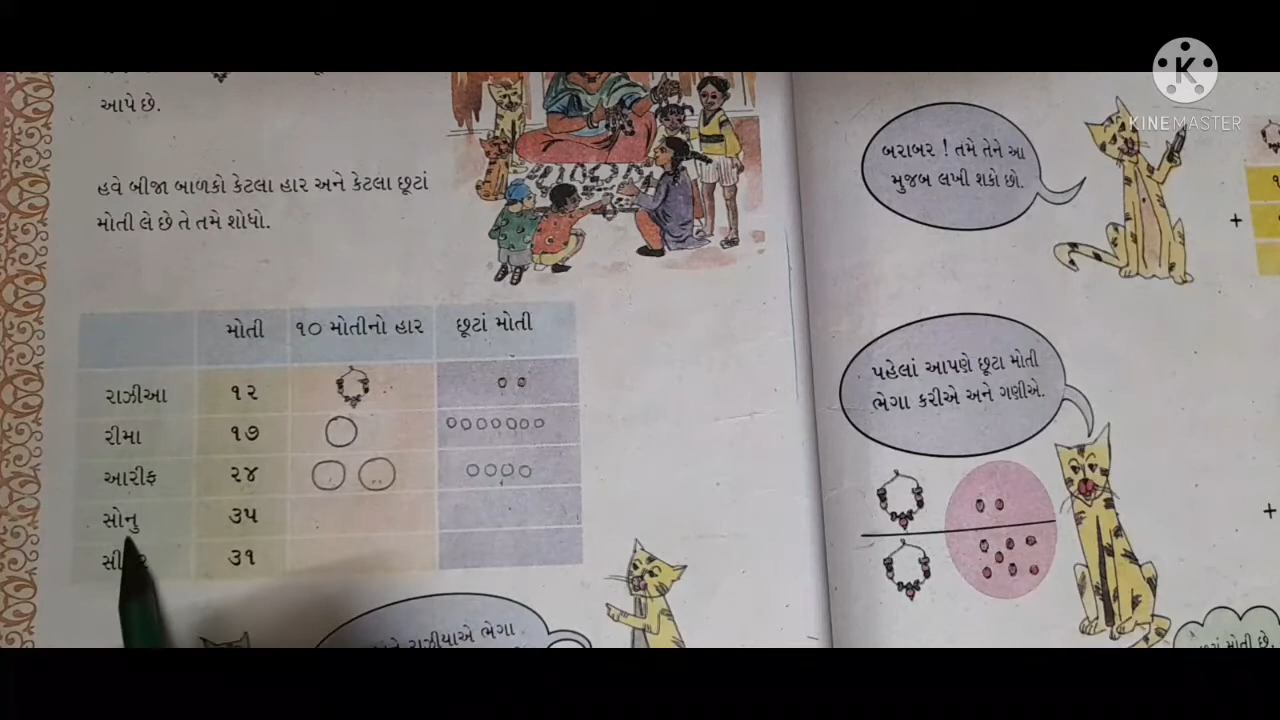 આપે છે.
હવે બીજા બાળકો કેટલા હાર અને કેટલા છૂટાં
મોતી લે છે તે તમે શોધો.
મોતી ૧૦ મોતીનો હાર છૂટાં મોતી
રાઝીઆ ૧૨
રીમા ૧૭
આરીફ ૨૪
સોનુ ૩૫
૩૧
રાઝીયાએ ભેગા
K
KINEMASTER
બરાબર ! તમે તેને આ
મુજબ લખી શકો છો.
+
પહેલાં આપણે છૂટા મોતી
ભેગા કરીએ અને ગણીએ.
+
મોતી છે.